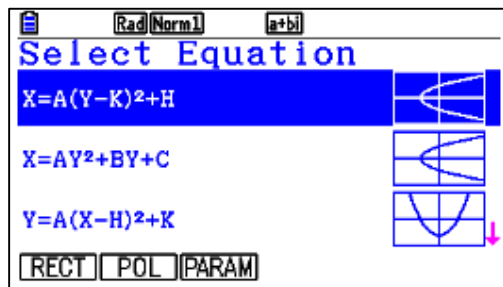 Rad Norm1 a+bi
Select Equation
X=A(Y-K)²+H
X=AY²+BY+C
Y=A(X-H)²+K
RECT POL PARAM